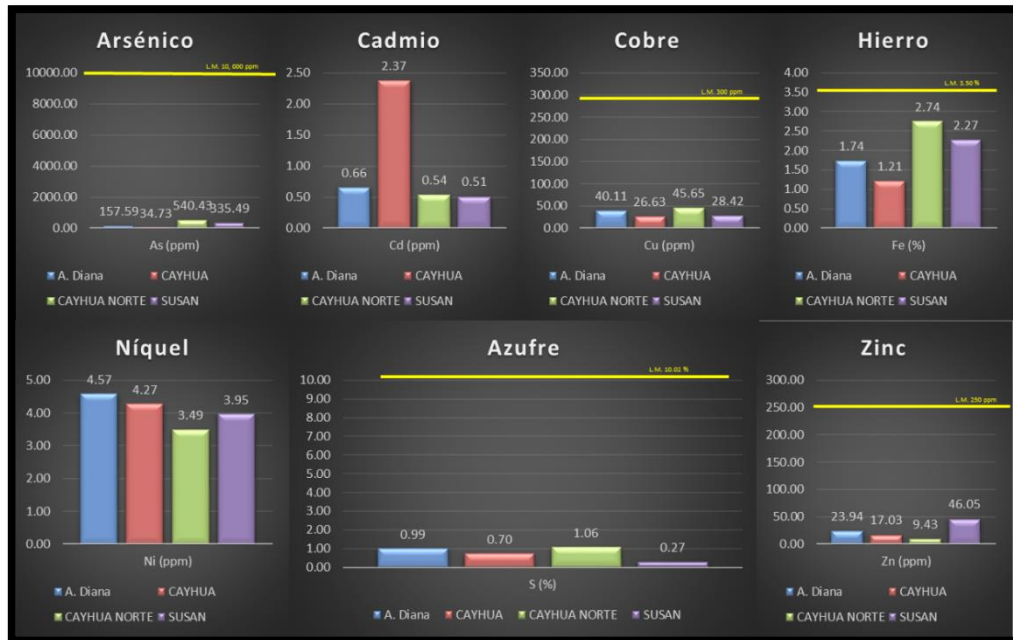 Arsénico
10000.00
8000.00
6000.00
4000.00
2000.00
0.00
L.M. 10, 000 ppm
157.59
34.73
540.43
335.49
As (ppm)
A. Diana
CAYHUA
CAYHUA NORTE
SUSAN
Cadmio
2.50
2.00
1.50
1.00
0.50
0.00
0.66
2.37
0.54
0.51
Cd (ppm)
A. Diana
CAYHUA
CAYHUA NORTE
SUSAN
Cobre
350.00
300.00
250.00
200.00
150.00
100.00
50.00
0.00
L.M. 300 ppm
40.11
26.63
45.65
28.42
Cu (ppm)
A. Diana
CAYHUA
CAYHUA NORTE
SUSAN
Hierro
4.00
3.50
3.00
2.50
2.00
1.50
1.00
0.50
0.00
L.M. 3.50 %
1.74
1.21
2.74
2.27
Fe (%)
A. Diana
CAYHUA
CAYHUA NORTE
SUSAN
Níquel
5.00
4.00
3.00
2.00
1.00
0.00
4.57
4.27
3.49
3.95
Ni (ppm)
A. Diana
CAYHUA
CAYHUA NORTE
SUSAN
Azufre
10.00
9.00
8.00
7.00
6.00
5.00
4.00
3.00
2.00
1.00
0.00
L.M. 10.02 %
0.99
0.70
1.06
0.27
S (%)
A. Diana
CAYHUA
CAYHUA NORTE
SUSAN
Zinc
300.00
250.00
200.00
150.00
100.00
50.00
0.00
L.M. 250 ppm
23.94
17.03
9.43
46.05
Zn (ppm)
A. Diana
CAYHUA
CAYHUA NORTE
SUSAN